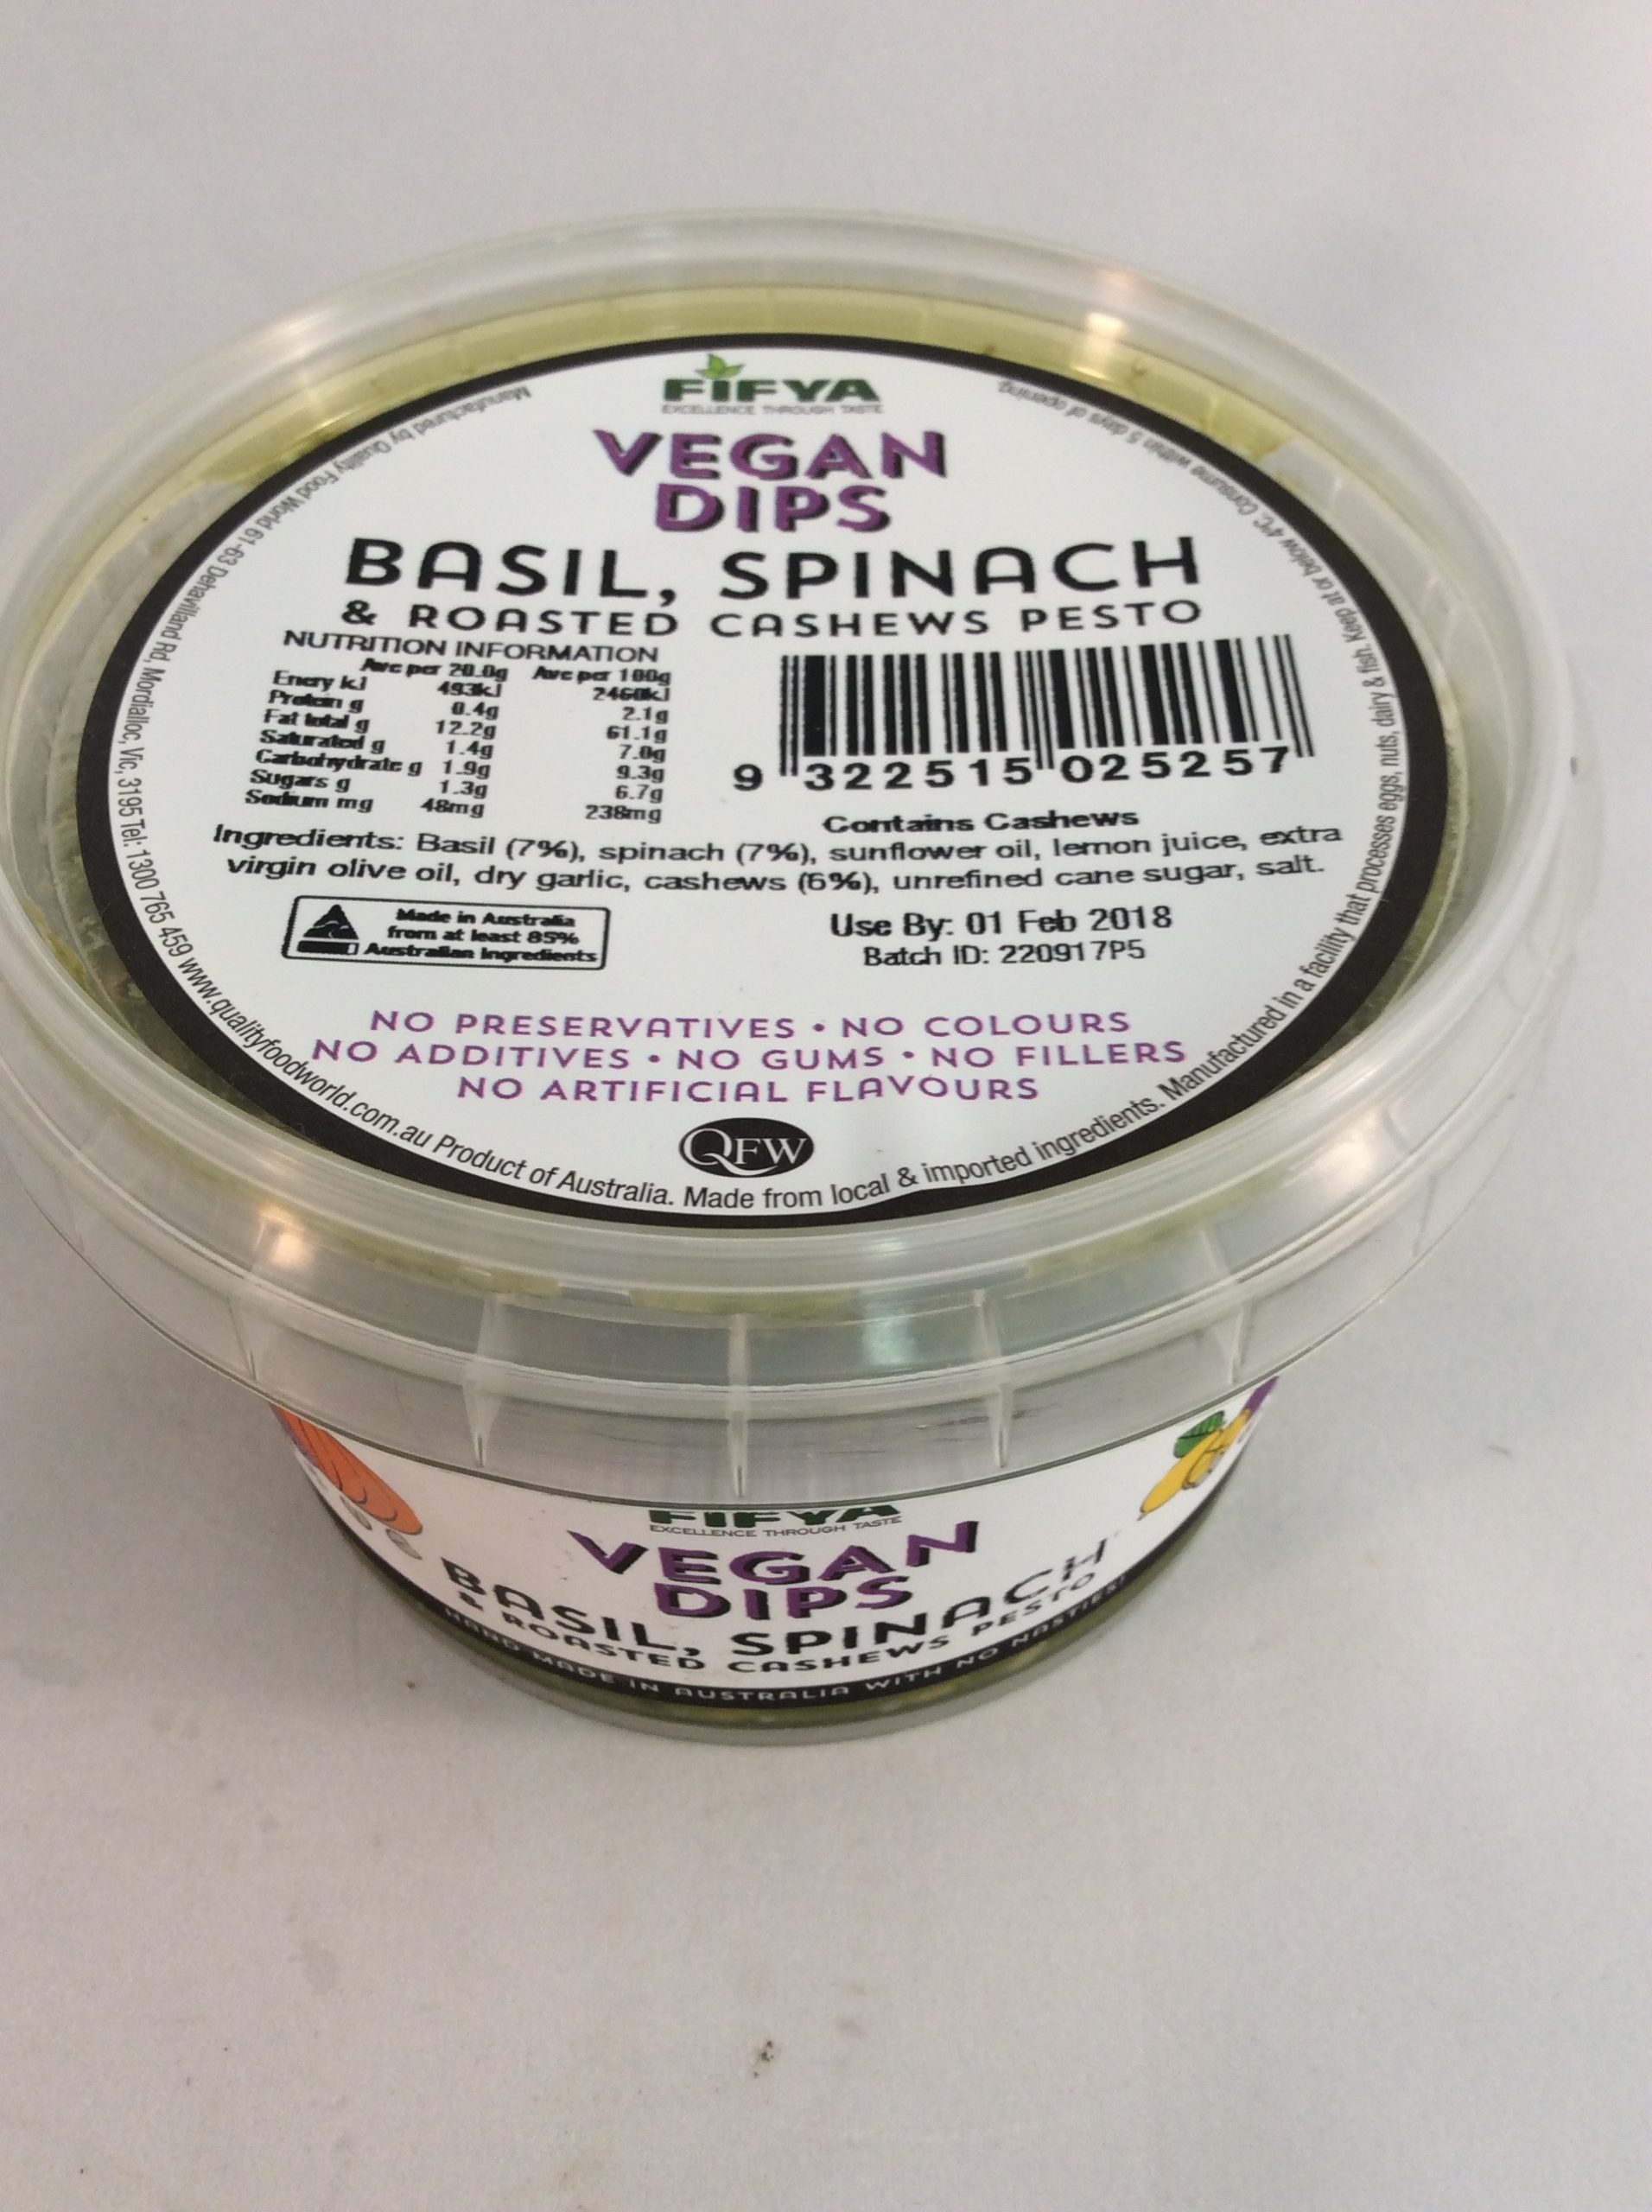 FIFYA
EXCELLENCE THROUGH TASTE
VEGAN
DIPS
BASIL, SPINACH
& ROASTED CASHEWS PESTO
NUTRITION INFORMATION
Ave per 20.0g Ave per 100g
Enery kJ 493kJ 2460kJ
Protein g 0.4g 2.1g
Fat total g 12.2g 61.1g
Saturated g 1.4g 7.0g
Carbohydrate g 1.9g 9.3g
Sugars g 1.3g 6.7g
Sodium mg 48mg 238mg
9 322515 025257
Contains Cashews
Ingredients: Basil (7%), spinach (7%), sunflower oil, lemon juice, extra
virgin olive oil, dry garlic, cashews (6%), unrefined cane sugar, salt.
Made in Australia
from at least 85%
Australian Ingredients
Use By: 01 Feb 2018
Batch ID: 220917P5
NO PRESERVATIVES • NO COLOURS
NO ADDITIVES • NO GUMS • NO FILLERS
NO ARTIFICIAL FLAVOURS
QFW
Manufactured by Quality Food World 61-63 Dehavilland Rd, Mordialloc, Vic, 3195 Tel: 1300 765 459 www.qualityfoodworld.com.au Product of Australia. Made from local & imported ingredients. Manufactured in a facility that processes eggs, nuts, dairy & fish. Keep at or below 4°C. Consume within 5 days of opening
FIFYA
EXCELLENCE THROUGH TASTE
VEGAN
DIPS
BASIL, SPINACH
& ROASTED CASHEWS PESTO
HAND MADE IN AUSTRALIA WITH NO NASTIES!